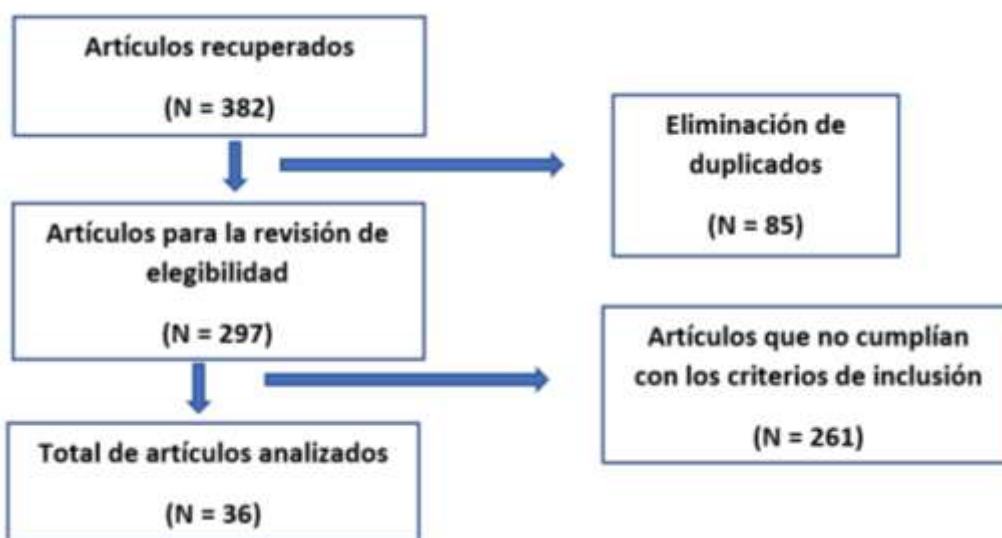 Artículos recuperados
(N = 382)
Eliminación de
duplicados
(N = 85)
Artículos para la revisión de
elegibilidad
(N = 297)
Artículos que no cumplían
con los criterios de inclusión
(N = 261)
Total de artículos analizados
(N = 36)